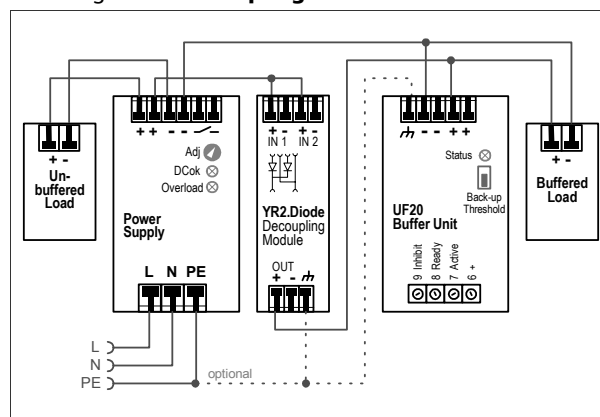 + -
Un-
buffered
Load
+ + - -
Adj
DCok
Overload
Power
Supply
L N PE
+ - + -
IN 1 IN 2
YR2.Diode
Decoupling
Module
OUT
+ -
- - + +
Status
Back-up
Threshold
UF20
Buffer Unit
9 Inhibit
8 Ready
7 Active
6 +
+ -
Buffered
Load
L
N
PE
optional